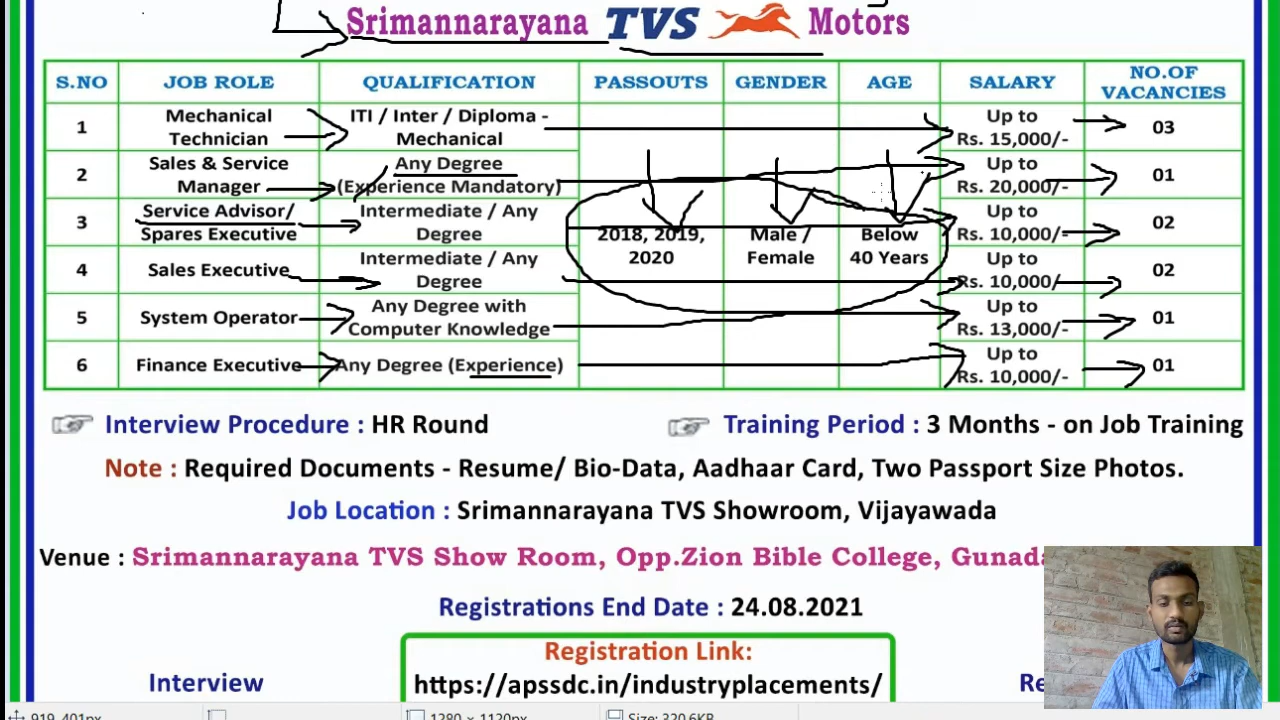 Srimannarayana TVS Motors
S.NO JOB ROLE QUALIFICATION PASSOUTS GENDER AGE SALARY NO.OF VACANCIES
1 Mechanical Technician ITI / Inter / Diploma - Mechanical Up to Rs. 15,000/- 03
2 Sales & Service Manager Any Degree (Experience Mandatory) Up to Rs. 20,000/- 01
3 Service Advisor/ Spares Executive Intermediate / Any Degree 2018, 2019, 2020 Male / Female Below 40 Years Up to Rs. 10,000/- 02
4 Sales Executive Intermediate / Any Degree Up to Rs. 10,000/- 02
5 System Operator Any Degree with Computer Knowledge Up to Rs. 13,000/- 01
6 Finance Executive Any Degree (Experience) Up to Rs. 10,000/- 01
Interview Procedure : HR Round Training Period : 3 Months - on Job Training
Note : Required Documents - Resume/ Bio-Data, Aadhaar Card, Two Passport Size Photos.
Job Location : Srimannarayana TVS Showroom, Vijayawada
Venue : Srimannarayana TVS Show Room, Opp.Zion Bible College,
Registrations End Date : 24.08.2021
Registration Link:
Interview https://apssdc.in/industryplacements/
919, 401px 1280 × 1120px Size: 320.6KB